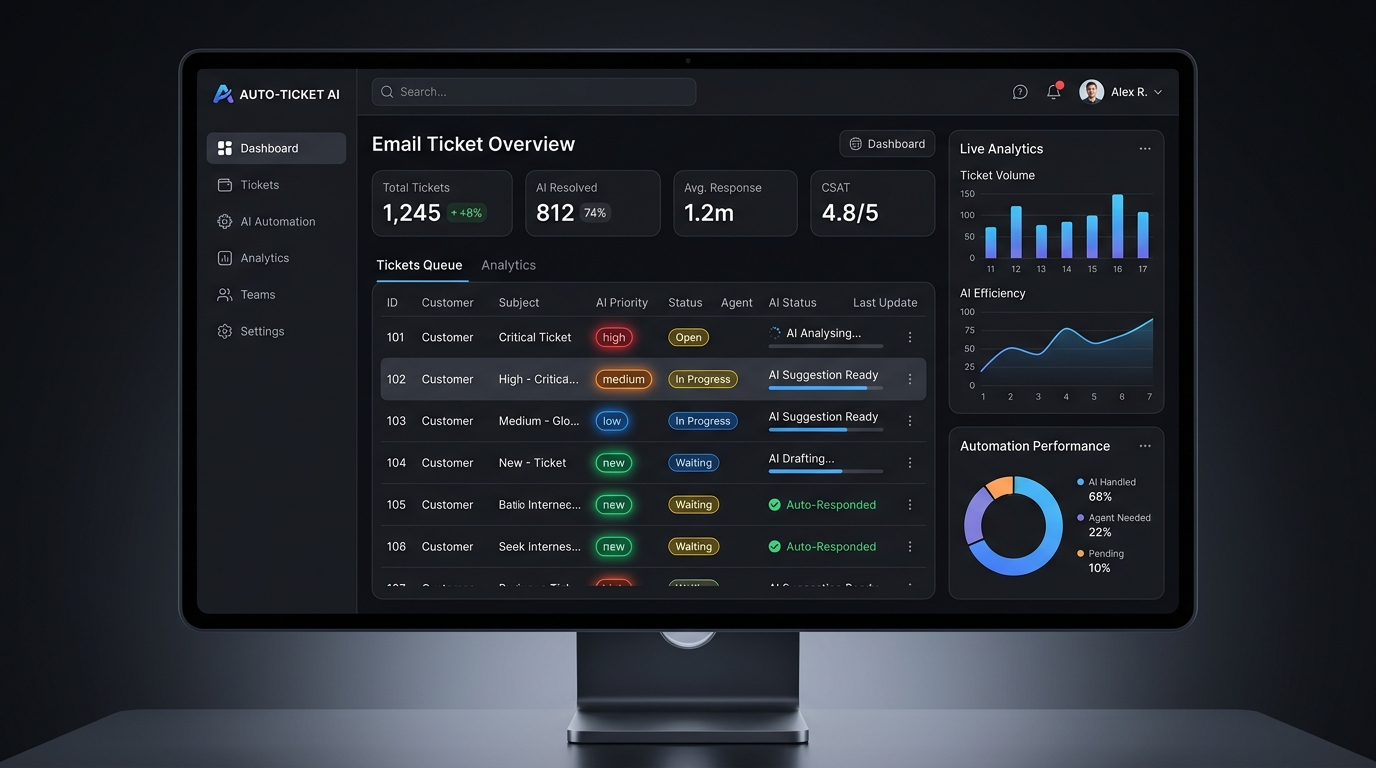 AUTO-TICKET AI
Search...
Alex R.
Dashboard
Tickets
AI Automation
Analytics
Teams
Settings
Email Ticket Overview
Dashboard
Total Tickets
1,245 +48%
AI Resolved
812 74%
Avg. Response
1.2m
CSAT
4.8/5
Tickets Queue Analytics
ID Customer Subject AI Priority Status Agent AI Status Last Update
101 Customer Critical Ticket high Open AI Analysing...
102 Customer High - Critica... medium In Progress AI Suggestion Ready
103 Customer Medium - Glo... low In Progress AI Suggestion Ready
104 Customer New - Ticket new Waiting AI Drafting...
105 Customer Batlio Internec... new Waiting Auto-Responded
106 Customer Seek Internes... new Waiting Auto-Responded
Live Analytics
Ticket Volume
150
100
50
0
11 12 13 14 15 16 17
AI Efficiency
100
75
50
25
0
1 2 3 4 5 8 7
Automation Performance
AI Handled
68%
Agent Needed
22%
Pending
10%